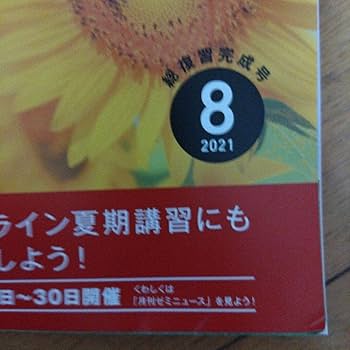 総復習完成号
8
2021
ライン夏期講習にも
しよう！
日～30日開催
くわしくは
「月刊ゼミニュース」を見よう！